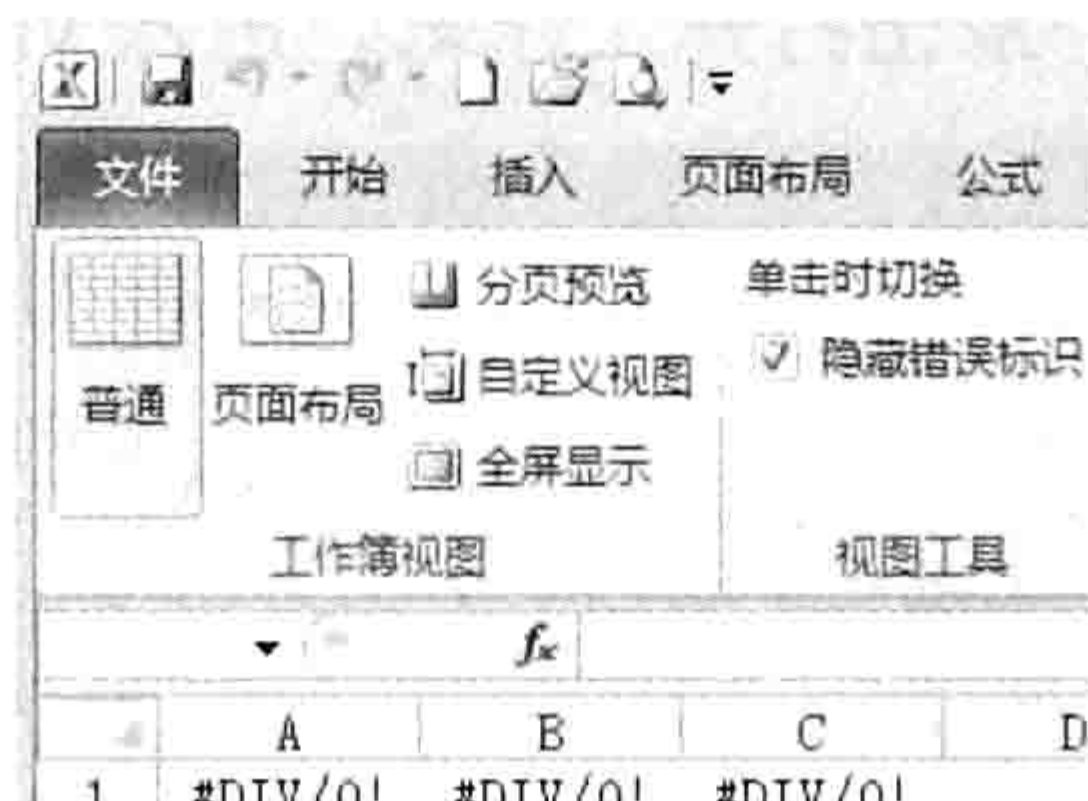 文件 开始 插入 页面布局 公式
分页预览 单击时切换
自定义视图 隐藏错误标识
普通 页面布局
全屏显示
工作簿视图 视图工具
fx
A B C D
1 #DIV/0! #DIV/0! #DIV/0!